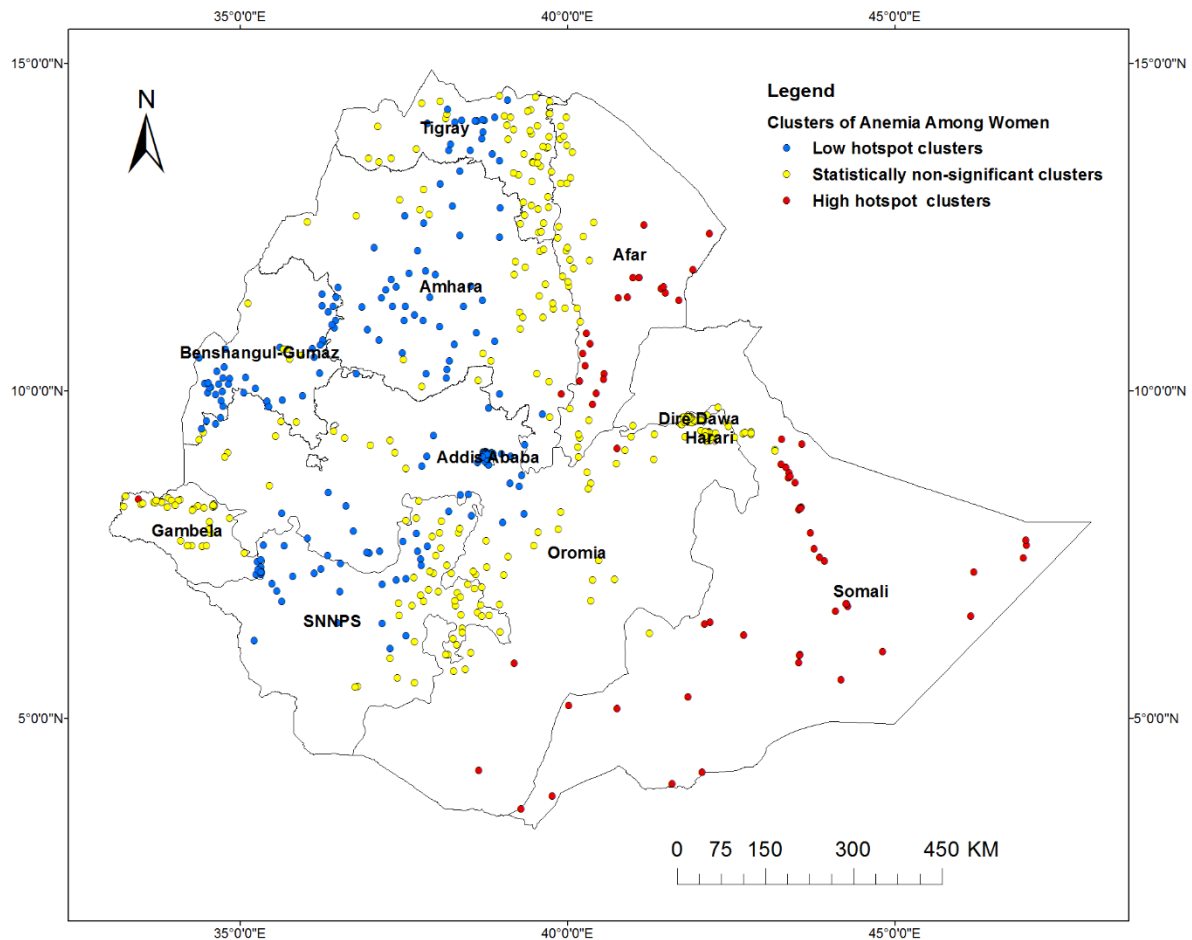 35°0'0"E 40°0'0"E 45°0'0"E
15°0'0"N 15°0'0"N
N
Legend
Clusters of Anemia Among Women
Low hotspot clusters
Statistically non-significant clusters
High hotspot clusters
Tigray
Afar
Amhara
Benshangul-Gumaz
10°0'0"N 10°0'0"N
Dire Dawa
Harari
Addis Ababa
Gambela
Oromia
Somali
SNNPS
5°0'0"N 5°0'0"N
0 75 150 300 450 KM
35°0'0"E 40°0'0"E 45°0'0"E